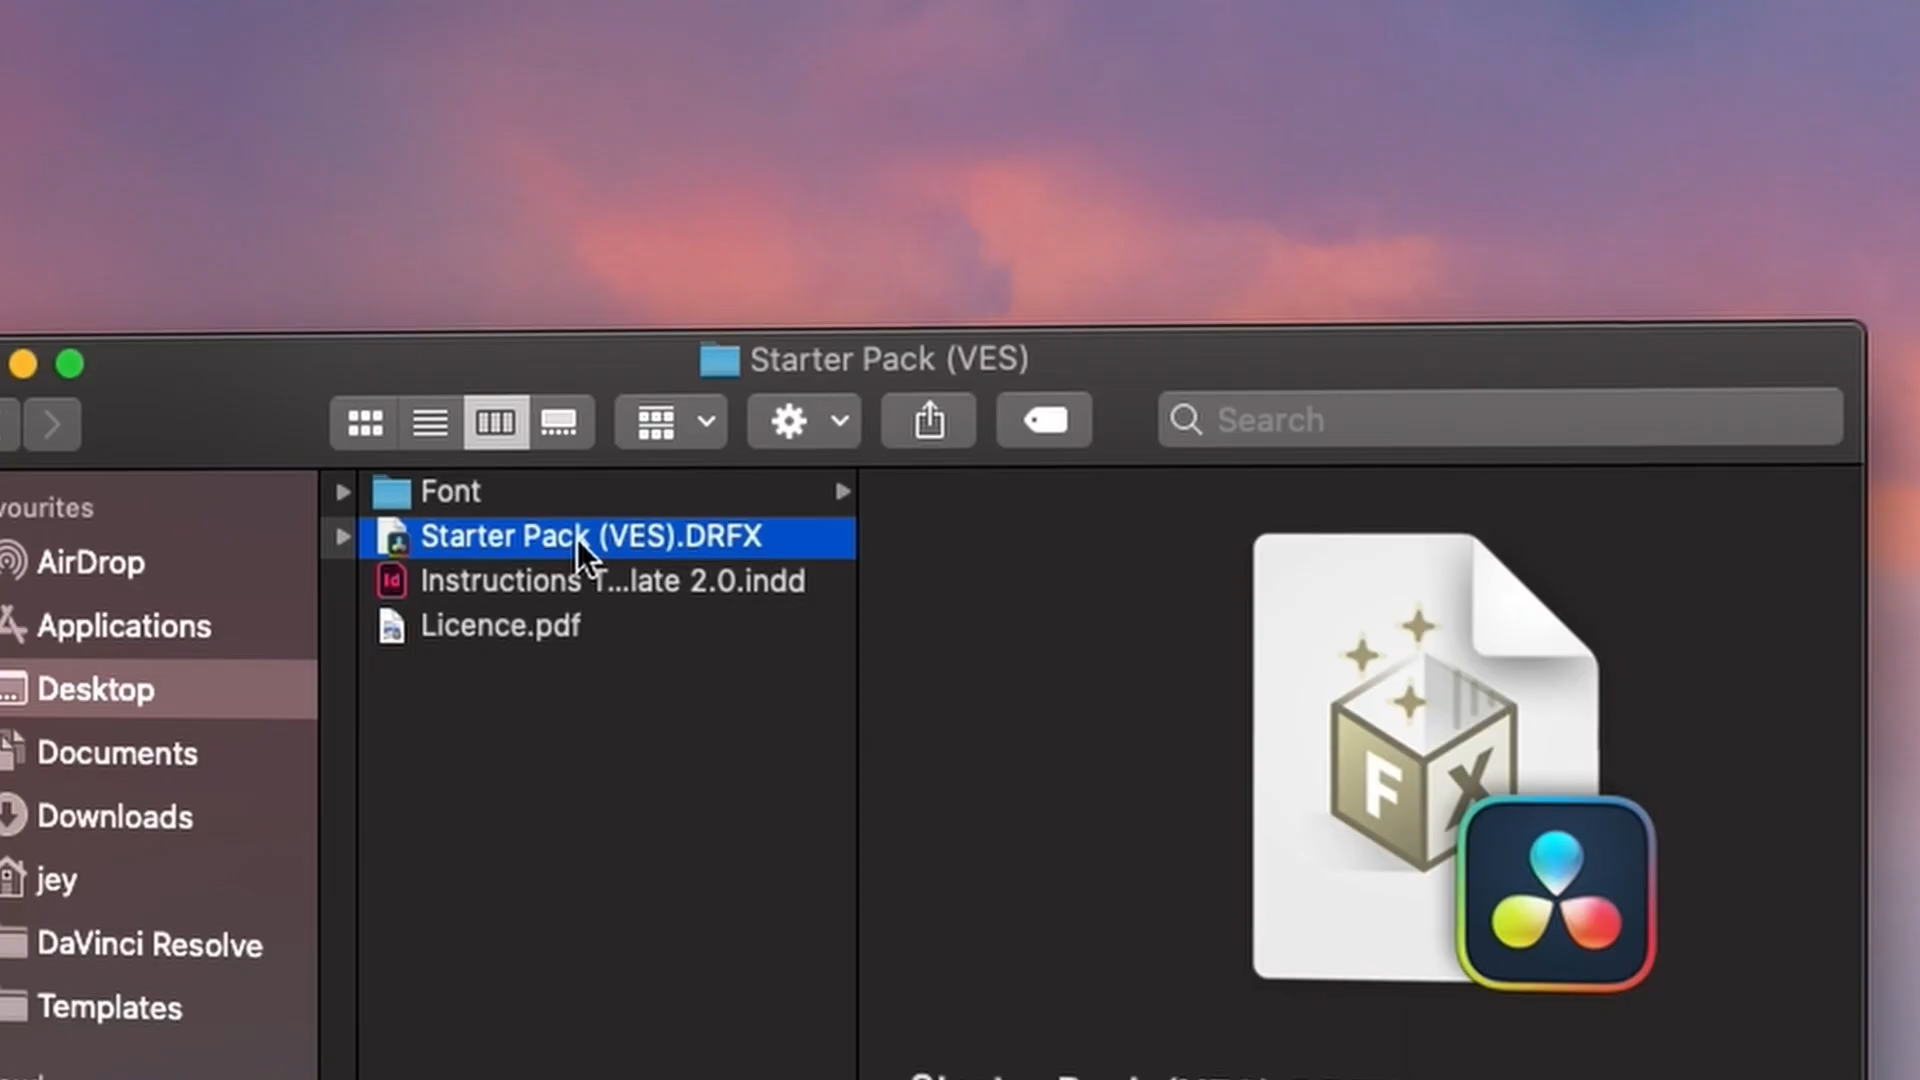 Starter Pack (VES)
Search
vourites
AirDrop
Applications
Desktop
Documents
Downloads
jey
DaVinci Resolve
Templates
Font
Starter Pack (VES).DRFX
Id
Instructions T...late 2.0.indd
Licence.pdf
F X